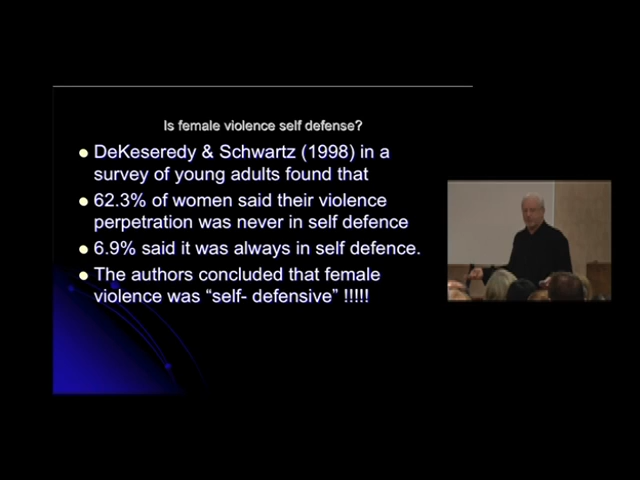 Is female violence self defense?
DeKeseredy & Schwartz (1998) in a
survey of young adults found that
62.3% of women said their violence
perpetration was never in self defence
6.9% said it was always in self defence.
The authors concluded that female
violence was “self- defensive” !!!!!